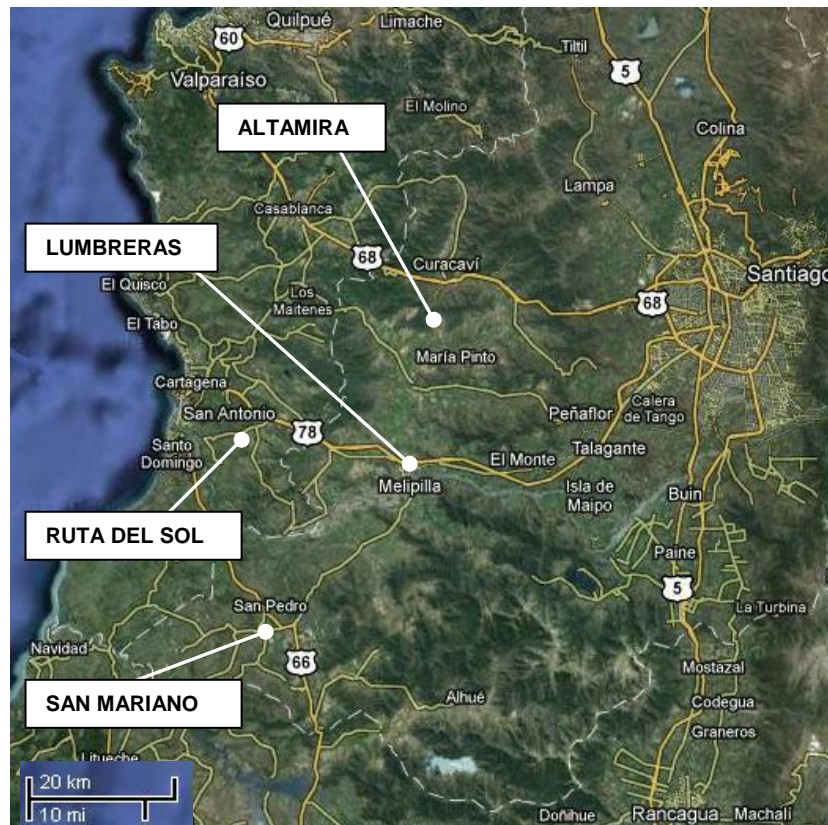 Quilpué
Limache
60
Tiltil
5
Valparaíso
El Molino
ALTAMIRA
Colina
Lampa
Casablanca
LUMBRERAS
68
Curacaví
Santiago
El Quisco
Los
Maitenes
68
El Tabo
María Pinto
Cartagena
Calera
de Tango
San Antonio
Peñaflor
78
Santo
Domingo
Talagante
El Monte
Melipilla
Isla de
Maipo
Buin
RUTA DEL SOL
Paine
5
San Pedro
La Turbina
Navidad
66
Mostazal
SAN MARIANO
Alhué
Codegua
Graneros
Litueche
20 km
10 mi
Doñihue
Rancagua
Machalí